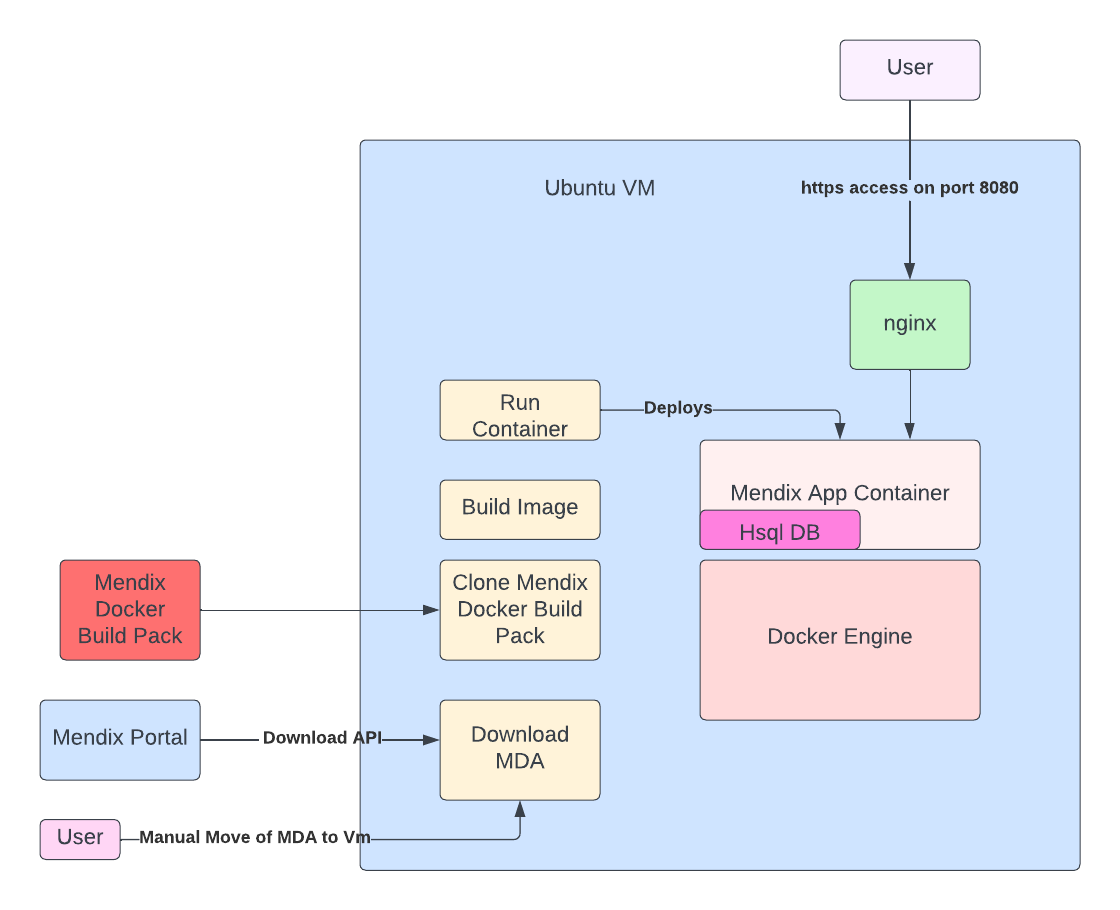 User
Ubuntu VM
https access on port 8080
nginx
Run
Container
Deploys
Mendix App Container
Build Image
Hsql DB
Mendix
Docker
Build Pack
Clone Mendix
Docker Build
Pack
Docker Engine
Mendix Portal
Download API
Download
MDA
User
Manual Move of MDA to Vm